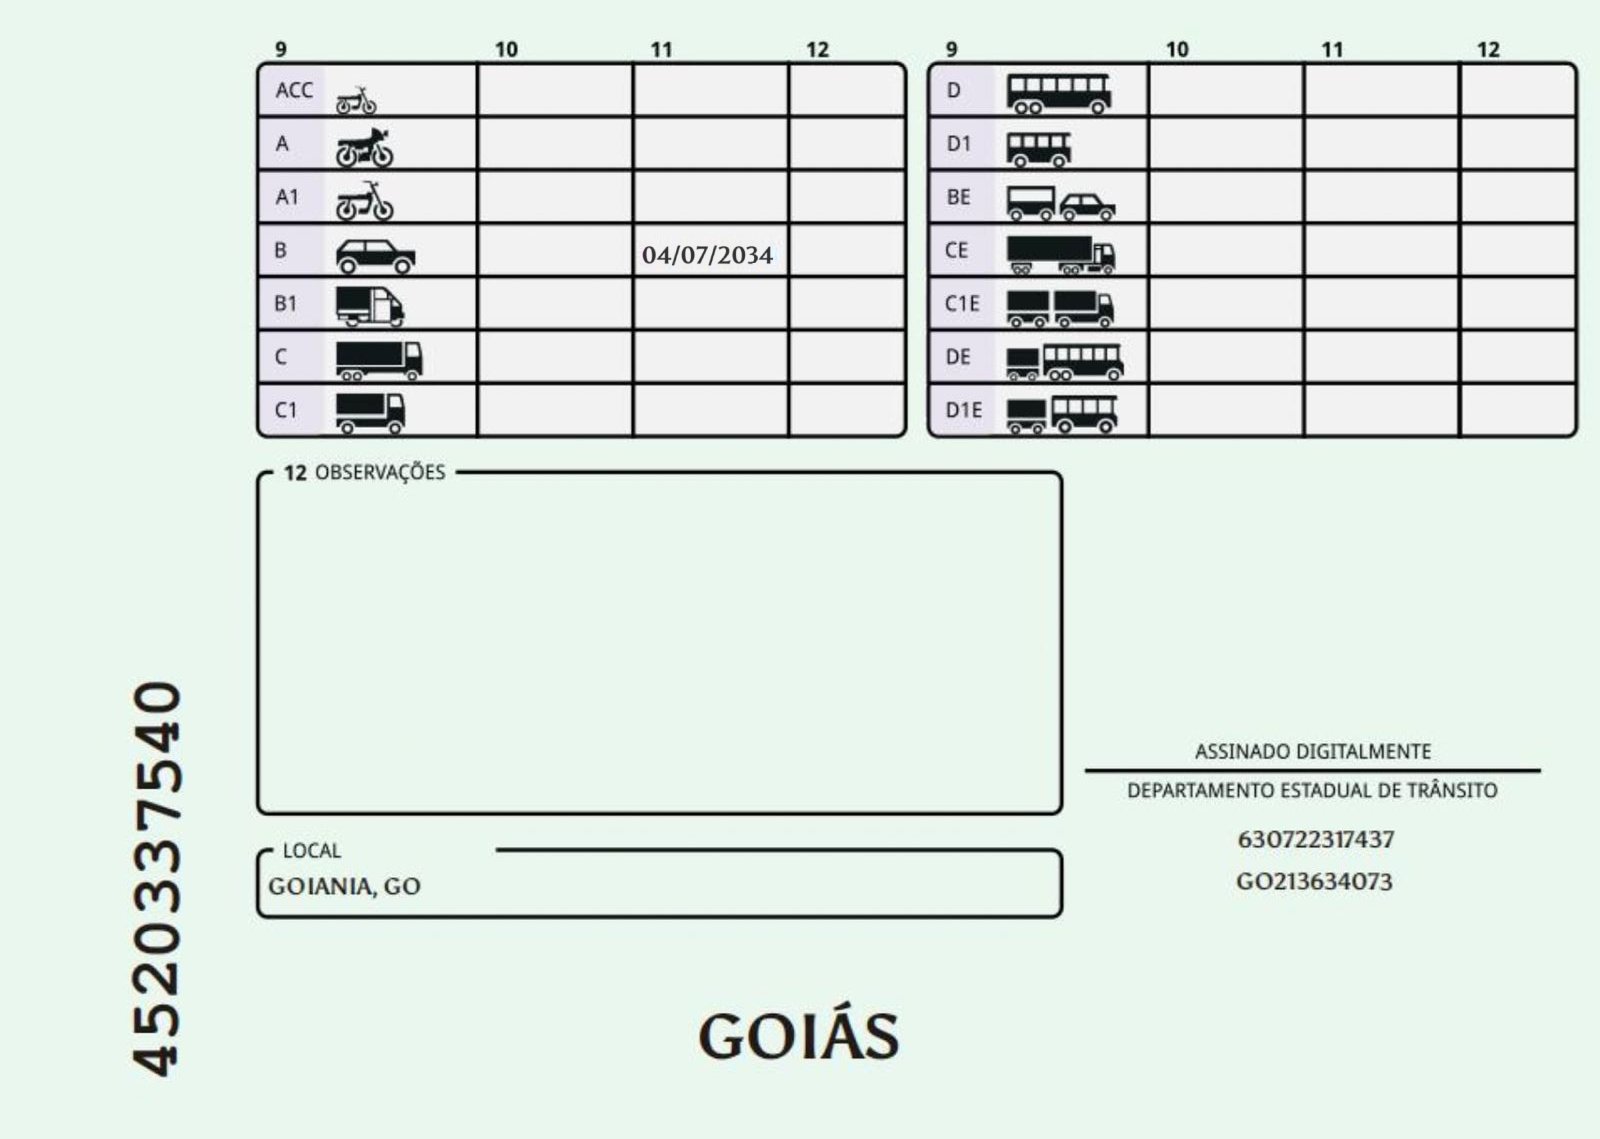 4520337540
9 10 11 12
ACC
A
A1
B 04/07/2034
B1
C
C1
9 10 11 12
D
D1
BE
CE
C1E
DE
D1E
12 OBSERVAÇÕES
LOCAL
GOIANIA, GO
ASSINADO DIGITALMENTE
DEPARTAMENTO ESTADUAL DE TRÂNSITO
630722317437
GO213634073
GOIÁS